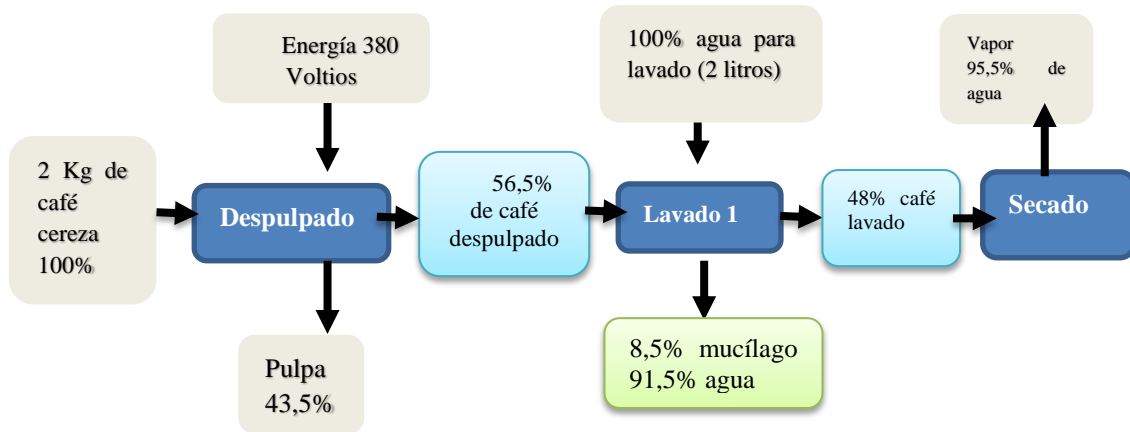 Energía 380
Voltios
100% agua para
lavado (2 litros)
Vapor
95,5% de
agua
2 Kg de
café
cereza
100%
Despulpado
56,5%
de café
despulpado
Lavado 1
48% café
lavado
Secado
Pulpa
43,5%
8,5% mucílago
91,5% agua